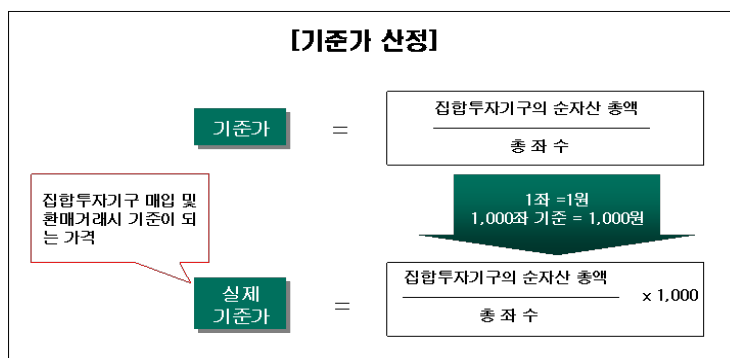 [기준가 산정]
기준가
=
집합투자기구의 순자산 총액
총 좌 수
집합투자기구 매입 및
환매거래시 기준이 되
는 가격
1좌 =1원
1,000좌 기준 = 1,000원
실제
기준가
=
집합투자기구의 순자산 총액
총 좌 수
x 1,000